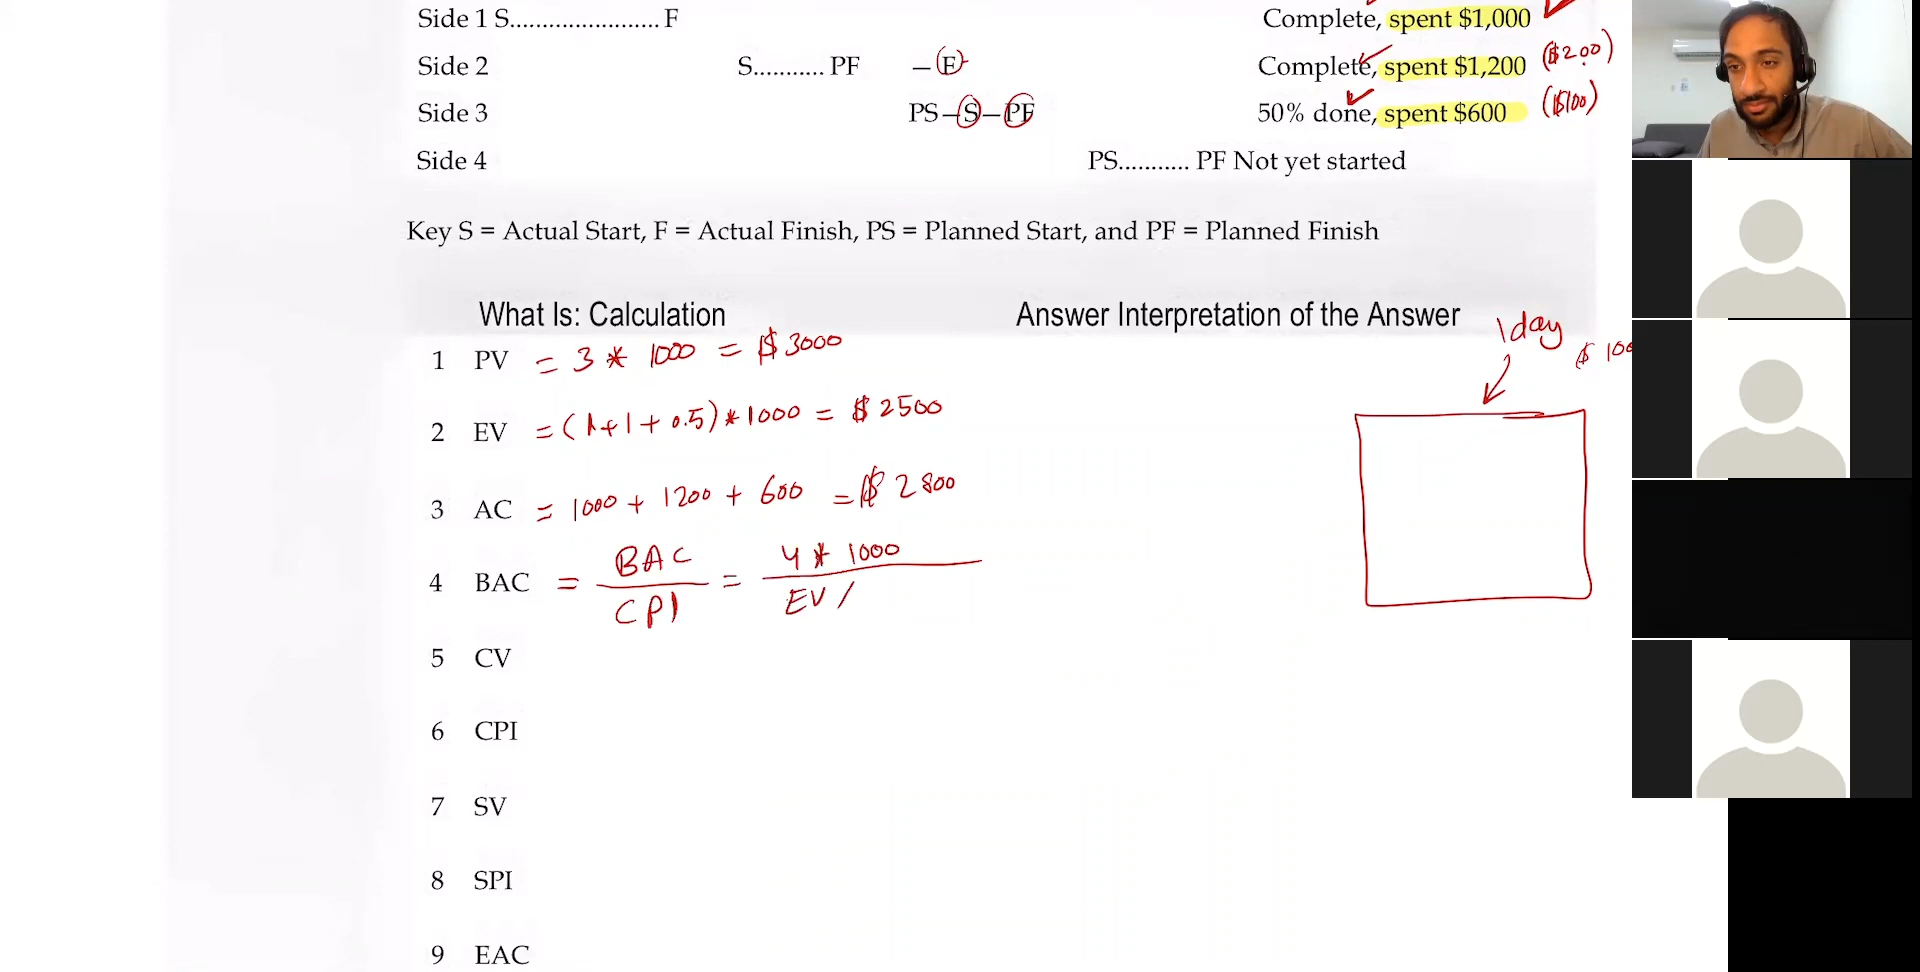 Side 1 S....................... F Complete, spent $1,000
Side 2 S........... PF – F Complete, spent $1,200 ($200)
Side 3 PS – S – PF 50% done, spent $600 ($100)
Side 4 PS........... PF Not yet started
Key S = Actual Start, F = Actual Finish, PS = Planned Start, and PF = Planned Finish
What Is: Calculation Answer Interpretation of the Answer
1 day
$ 100
1 PV = 3 * 1000 = $3000
2 EV = (1+1+0.5) * 1000 = $2500
3 AC = 1000 + 1200 + 600 = $2800
4 BAC = BAC / CPI = 4 * 1000 / EV /
5 CV
6 CPI
7 SV
8 SPI
9 EAC